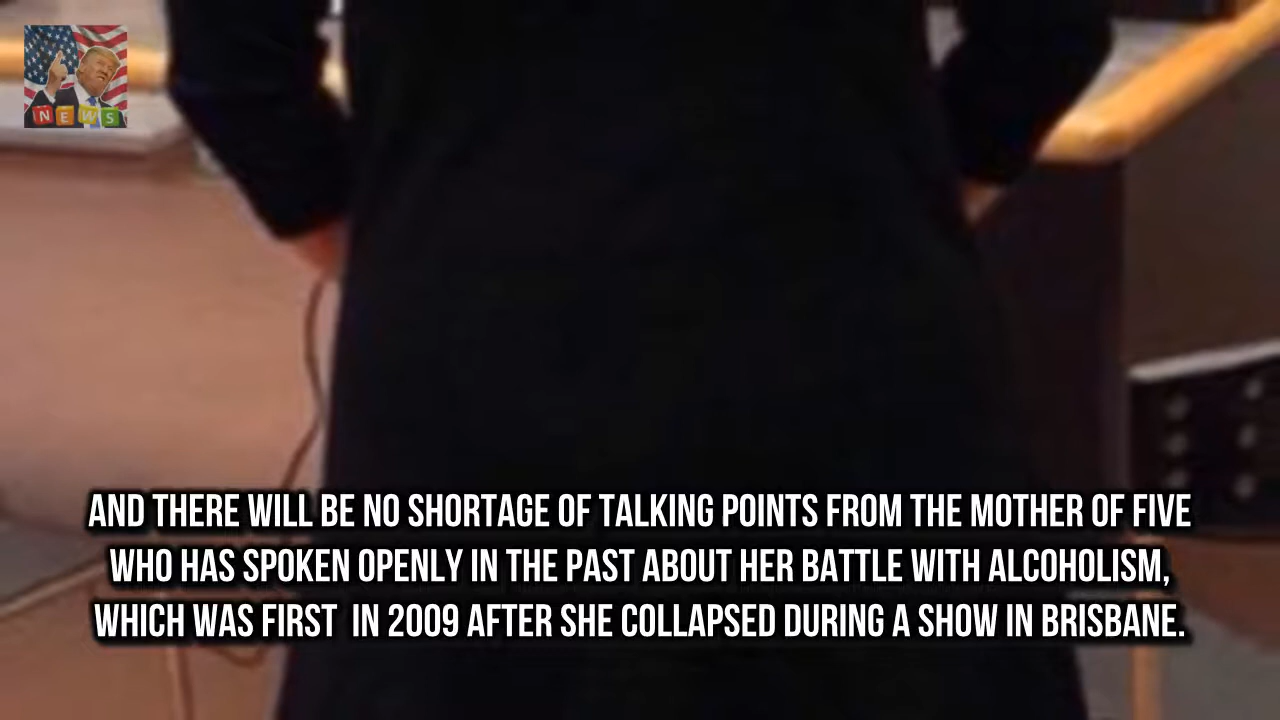 NEWS
AND THERE WILL BE NO SHORTAGE OF TALKING POINTS FROM THE MOTHER OF FIVE
WHO HAS SPOKEN OPENLY IN THE PAST ABOUT HER BATTLE WITH ALCOHOLISM,
WHICH WAS FIRST  IN 2009 AFTER SHE COLLAPSED DURING A SHOW IN BRISBANE.